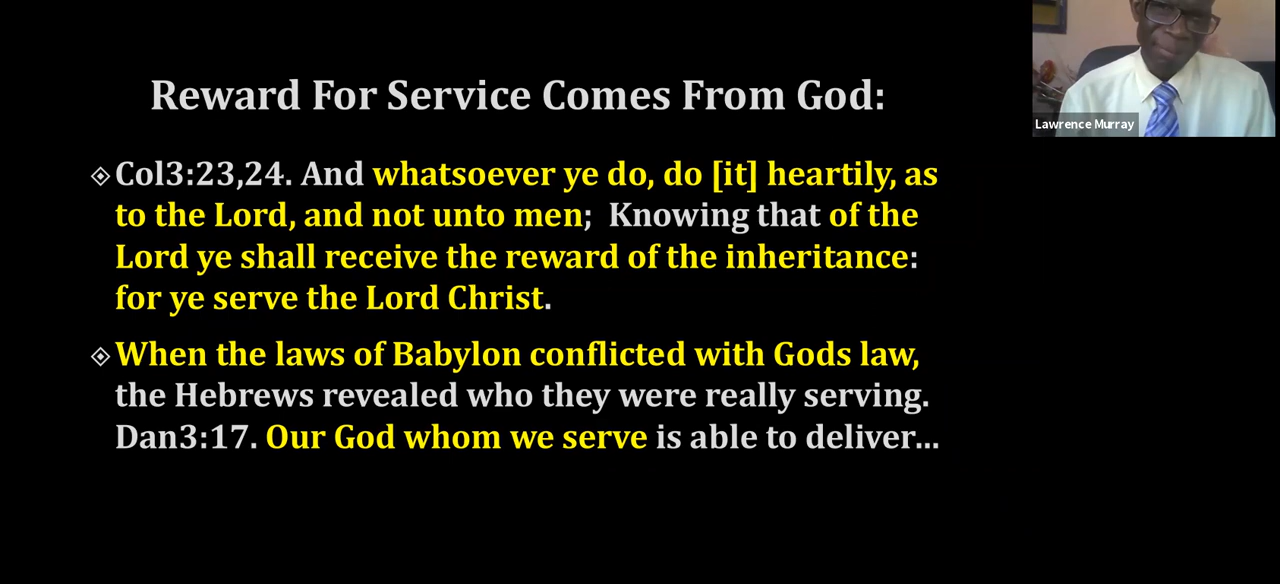 Reward For Service Comes From God:
Lawrence Murray
Col3:23,24. And whatsoever ye do, do [it] heartily, as
to the Lord, and not unto men;  Knowing that of the
Lord ye shall receive the reward of the inheritance:
for ye serve the Lord Christ.
When the laws of Babylon conflicted with Gods law,
the Hebrews revealed who they were really serving.
Dan3:17. Our God whom we serve is able to deliver...